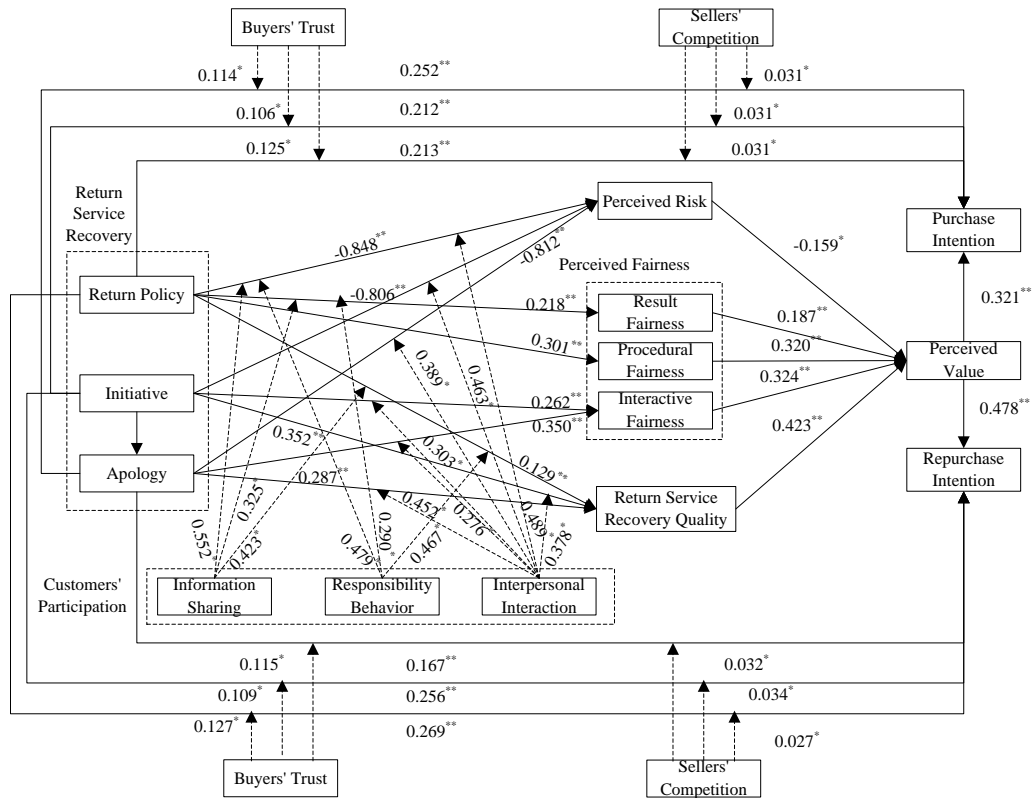 Buyers' Trust
Sellers'
Competition
0.114*
0.252**
0.031*
0.106*
0.212**
0.031*
0.125*
0.213**
0.031*
Return
Service
Recovery
Perceived Risk
Purchase
Intention
-0.848**
-0.812**
-0.159*
Perceived Fairness
Return Policy
-0.806**
0.218**
Result
Fairness
0.187**
0.321**
0.301**
Procedural
Fairness
0.320**
Perceived
Value
0.389*
0.463*
Initiative
0.262**
Interactive
Fairness
0.324**
0.350**
0.478**
0.352**
0.303*
0.423**
Apology
0.287**
0.129**
Repurchase
Intention
0.325*
0.452*
0.276*
Return Service
Recovery Quality
0.552*
0.423*
0.479*
0.290*
0.467*
0.489*
0.378*
Customers'
Participation
Information
Sharing
Responsibility
Behavior
Interpersonal
Interaction
0.115*
0.167**
0.032*
0.109*
0.256**
0.034*
0.127*
0.269**
0.027*
Buyers' Trust
Sellers'
Competition